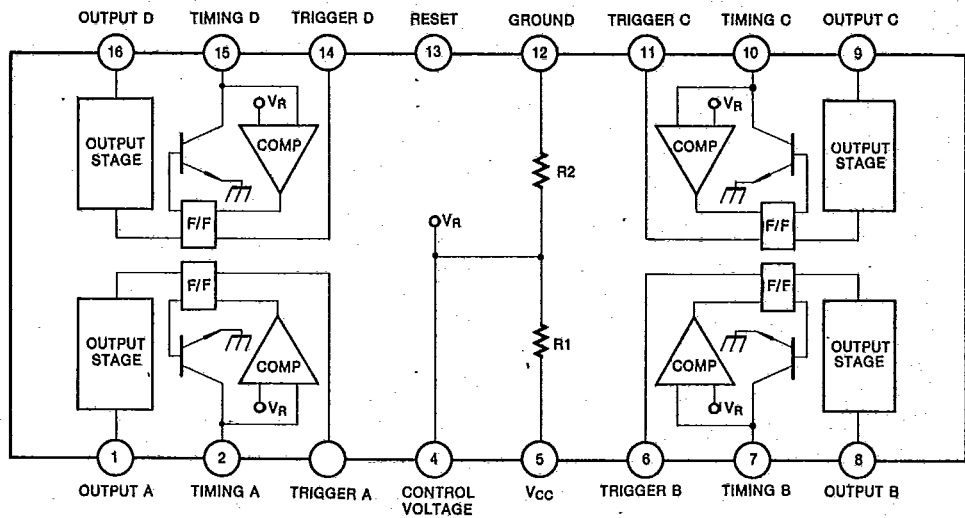 OUTPUT D TIMING D TRIGGER D RESET GROUND TRIGGER C TIMING C OUTPUT C
16 15 14 13 12 11 10 9
VR VR
OUTPUT STAGE COMP R2 COMP OUTPUT STAGE
F/F VR F/F
F/F F/F
OUTPUT STAGE COMP R1 COMP OUTPUT STAGE
VR VR
1 2 4 5 6 7 8
OUTPUT A TIMING A TRIGGER A CONTROL VOLTAGE VCC TRIGGER B TIMING B OUTPUT B